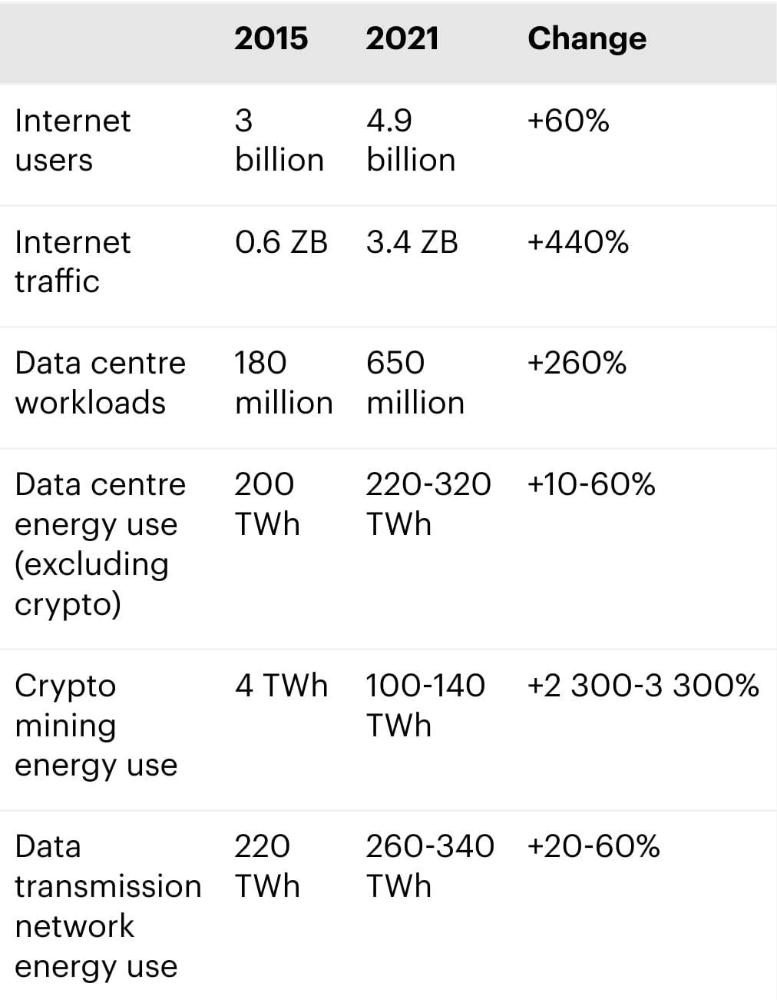 2015 2021 Change
Internet users 3 billion 4.9 billion +60%
Internet traffic 0.6 ZB 3.4 ZB +440%
Data centre workloads 180 million 650 million +260%
Data centre energy use (excluding crypto) 200 TWh 220-320 TWh +10-60%
Crypto mining energy use 4 TWh 100-140 TWh +2 300-3 300%
Data transmission network energy use 220 TWh 260-340 TWh +20-60%